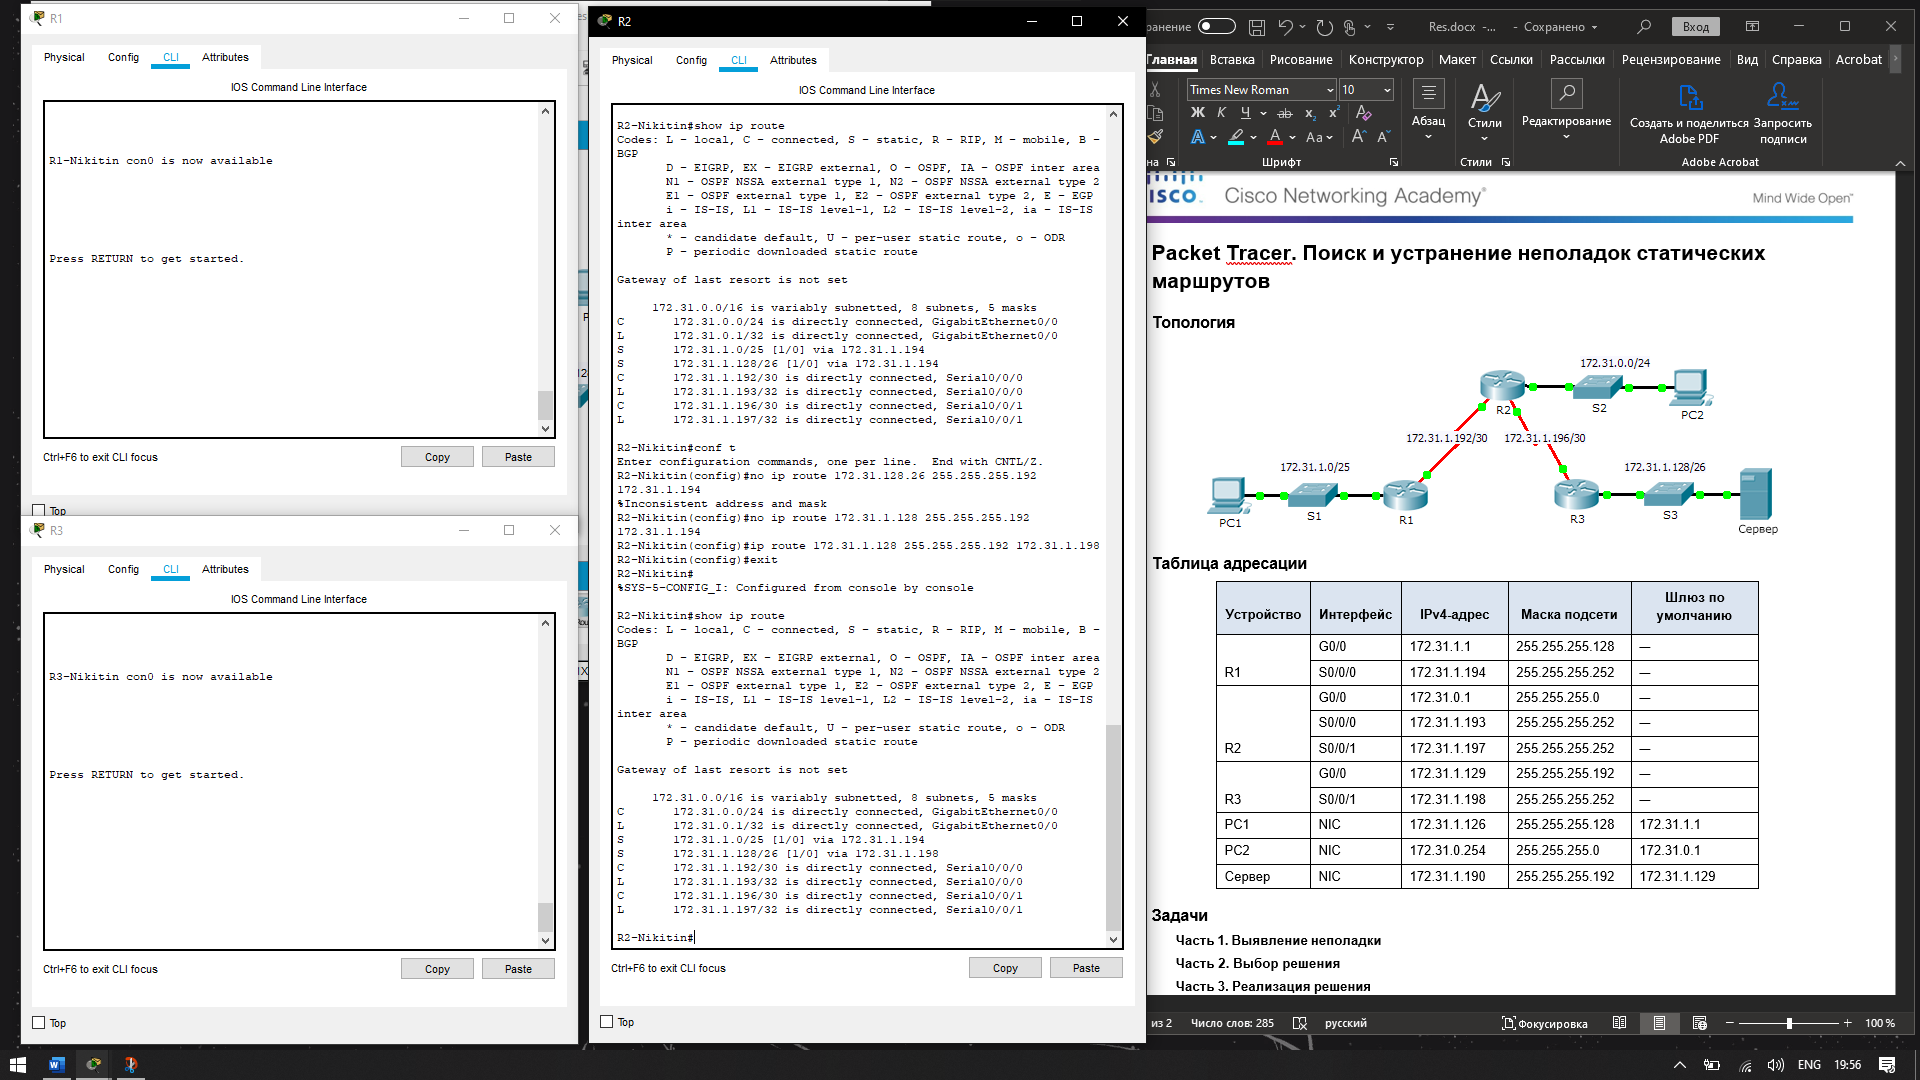 R1
Physical Config CLI Attributes
IOS Command Line Interface
R1-Nikitin con0 is now available
Press RETURN to get started.
Ctrl+F6 to exit CLI focus
Copy Paste
Top
R3
Physical Config CLI Attributes
IOS Command Line Interface
R3-Nikitin con0 is now available
Press RETURN to get started.
Ctrl+F6 to exit CLI focus
Copy Paste
Top
R2
Physical Config CLI Attributes
IOS Command Line Interface
R2-Nikitin#show ip route
Codes: L - local, C - connected, S - static, R - RIP, M - mobile, B -
BGP
D - EIGRP, EX - EIGRP external, O - OSPF, IA - OSPF inter area
N1 - OSPF NSSA external type 1, N2 - OSPF NSSA external type 2
E1 - OSPF external type 1, E2 - OSPF external type 2, E - EGP
i - IS-IS, L1 - IS-IS level-1, L2 - IS-IS level-2, ia - IS-IS
inter area
* - candidate default, U - per-user static route, o - ODR
P - periodic downloaded static route
Gateway of last resort is not set
172.31.0.0/16 is variably subnetted, 8 subnets, 5 masks
C 172.31.0.0/24 is directly connected, GigabitEthernet0/0
L 172.31.0.1/32 is directly connected, GigabitEthernet0/0
S 172.31.1.0/25 [1/0] via 172.31.1.194
S 172.31.1.128/26 [1/0] via 172.31.1.194
C 172.31.1.192/30 is directly connected, Serial0/0/0
L 172.31.1.193/32 is directly connected, Serial0/0/0
C 172.31.1.196/30 is directly connected, Serial0/0/1
L 172.31.1.197/32 is directly connected, Serial0/0/1
R2-Nikitin#conf t
Enter configuration commands, one per line. End with CNTL/Z.
R2-Nikitin(config)#no ip route 172.31.128.26 255.255.255.192
172.31.1.194
%Inconsistent address and mask
R2-Nikitin(config)#no ip route 172.31.1.128 255.255.255.192
172.31.1.194
R2-Nikitin(config)#ip route 172.31.1.128 255.255.255.192 172.31.1.198
R2-Nikitin(config)#exit
R2-Nikitin#
%SYS-5-CONFIG_I: Configured from console by console
R2-Nikitin#show ip route
Codes: L - local, C - connected, S - static, R - RIP, M - mobile, B -
BGP
D - EIGRP, EX - EIGRP external, O - OSPF, IA - OSPF inter area
N1 - OSPF NSSA external type 1, N2 - OSPF NSSA external type 2
E1 - OSPF external type 1, E2 - OSPF external type 2, E - EGP
i - IS-IS, L1 - IS-IS level-1, L2 - IS-IS level-2, ia - IS-IS
inter area
* - candidate default, U - per-user static route, o - ODR
P - periodic downloaded static route
Gateway of last resort is not set
172.31.0.0/16 is variably subnetted, 8 subnets, 5 masks
C 172.31.0.0/24 is directly connected, GigabitEthernet0/0
L 172.31.0.1/32 is directly connected, GigabitEthernet0/0
S 172.31.1.0/25 [1/0] via 172.31.1.194
S 172.31.1.128/26 [1/0] via 172.31.1.198
C 172.31.1.192/30 is directly connected, Serial0/0/0
L 172.31.1.193/32 is directly connected, Serial0/0/0
C 172.31.1.196/30 is directly connected, Serial0/0/1
L 172.31.1.197/32 is directly connected, Serial0/0/1
R2-Nikitin#
Ctrl+F6 to exit CLI focus
Copy Paste
Top
ранение Res.docx -... - Сохранено Вход
Главная Вставка Рисование Конструктор Макет Ссылки Рассылки Рецензирование Вид Справка Acrobat
Times New Roman 10
Ж К Ч ab x₂ x²
A A Aa A A
Шрифт
Абзац
Стили
Стили
Редактирование
Создать и поделиться Adobe PDF
Запросить подписи
Adobe Acrobat
CISCO Cisco Networking Academy® Mind Wide Open™
Packet Tracer. Поиск и устранение неполадок статических
маршрутов
Топология
172.31.0.0/24
R2 S2 PC2
172.31.1.192/30 172.31.1.196/30
172.31.1.0/25 172.31.1.128/26
PC1 S1 R1 R3 S3 Сервер
Таблица адресации
Устройство Интерфейс IPv4-адрес Маска подсети Шлюз по умолчанию
R1 G0/0 172.31.1.1 255.255.255.128 —
S0/0/0 172.31.1.194 255.255.255.252 —
R2 G0/0 172.31.0.1 255.255.255.0 —
S0/0/0 172.31.1.193 255.255.255.252 —
S0/0/1 172.31.1.197 255.255.255.252 —
R3 G0/0 172.31.1.129 255.255.255.192 —
S0/0/1 172.31.1.198 255.255.255.252 —
PC1 NIC 172.31.1.126 255.255.255.128 172.31.1.1
PC2 NIC 172.31.0.254 255.255.255.0 172.31.0.1
Сервер NIC 172.31.1.190 255.255.255.192 172.31.1.129
Задачи
Часть 1. Выявление неполадки
Часть 2. Выбор решения
Часть 3. Реализация решения
из 2 Число слов: 285 русский Фокусировка 100 %
ENG 19:56